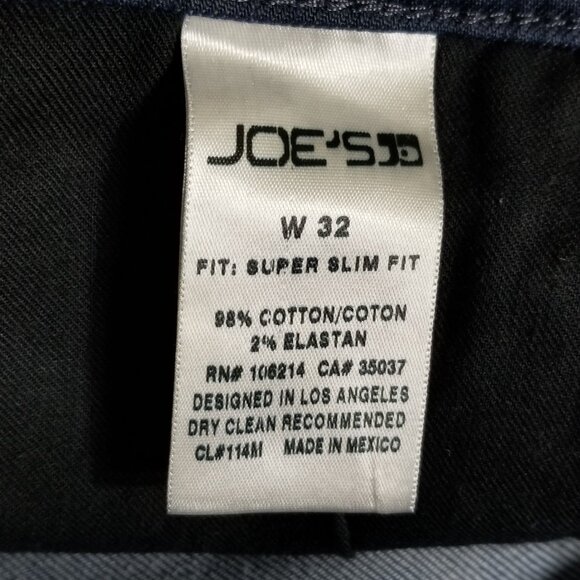 JOE'S
W 32
FIT: SUPER SLIM FIT
98% COTTON/COTON
2% ELASTAN
RN# 106214 CA# 35037
DESIGNED IN LOS ANGELES
DRY CLEAN RECOMMENDED
CL#114M MADE IN MEXICO